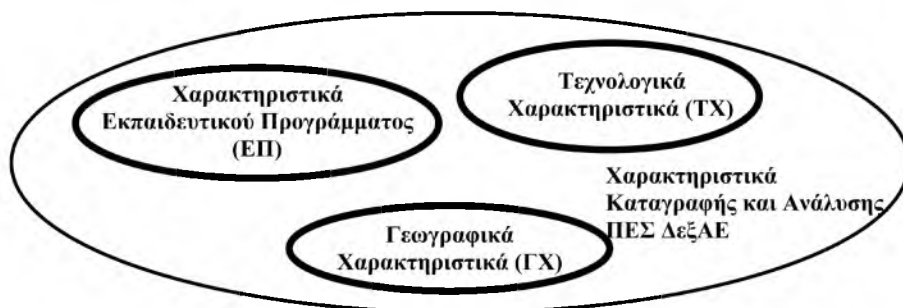 Χαρακτηριστικά
Εκπαιδευτικού Προγράμματος
(ΕΠ)
Τεχνολογικά
Χαρακτηριστικά (ΤΧ)
Χαρακτηριστικά
Καταγραφής και Ανάλυσης
ΠΕΣ ΔεξΑΕ
Γεωγραφικά
Χαρακτηριστικά (ΓΧ)